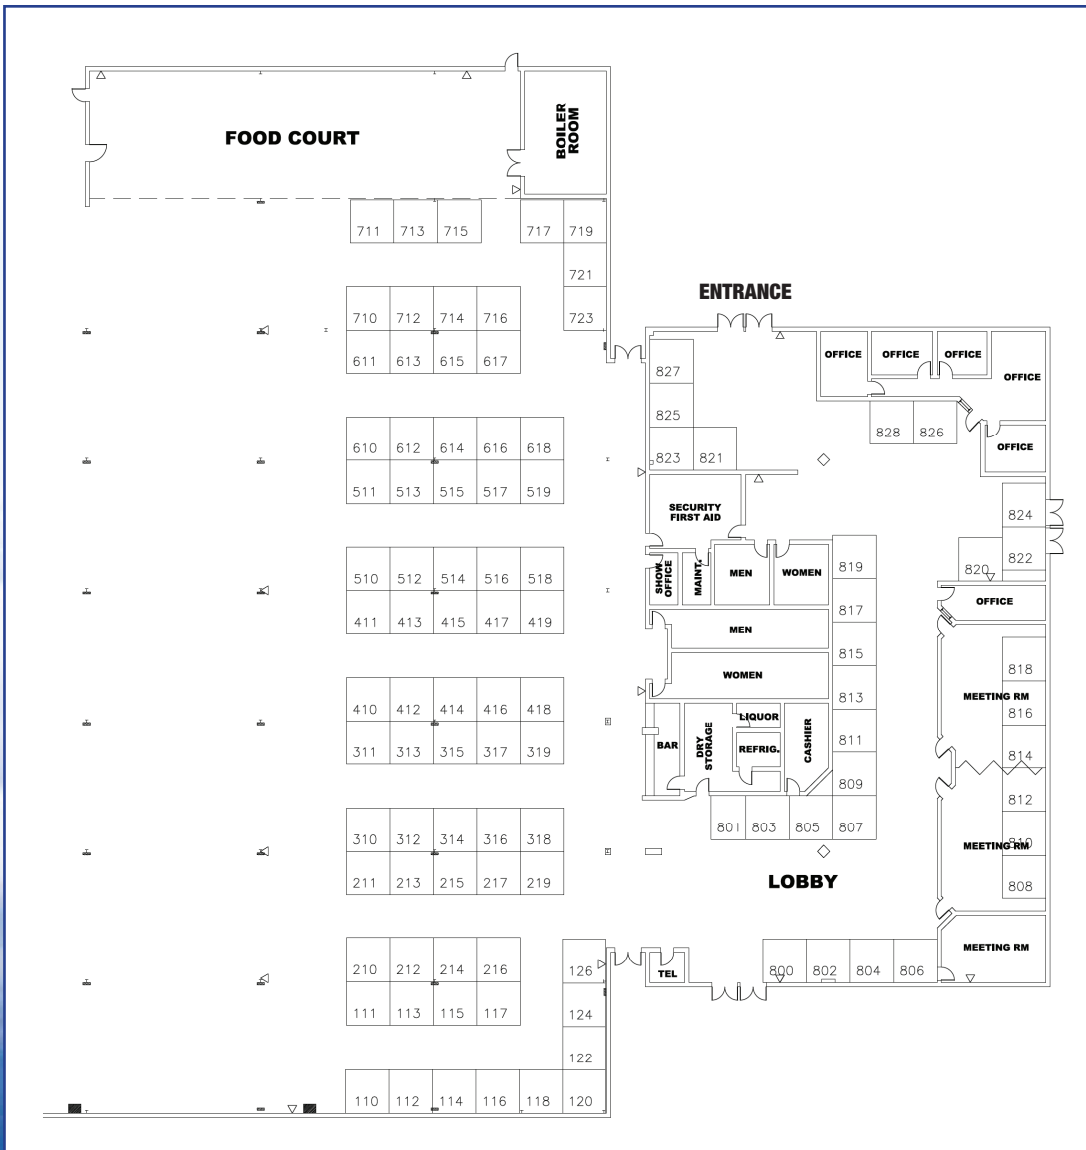 FOOD COURT
BOILER
ROOM
711 713 715 717 719
721
723
ENTRANCE
710 712 714 716
611 613 615 617
827
825
823 821
OFFICE OFFICE OFFICE
OFFICE
828 826
OFFICE
610 612 614 616 618
511 513 515 517 519
SECURITY
FIRST AID
824
822
820
510 512 514 516 518
411 413 415 417 419
SHOW
OFFICE
MAINT.
MEN WOMEN
819
817
815
813
811
809
OFFICE
MEN
WOMEN
818
MEETING RM
816
814
410 412 414 416 418
311 313 315 317 319
BAR
DRY
STORAGE
LIQUOR
REFRIG.
CASHIER
812
810
MEETING RM
808
801 803 805 807
310 312 314 316 318
211 213 215 217 219
LOBBY
210 212 214 216
111 113 115 117
126
124
122
TEL
800 802 804 806
MEETING RM
110 112 114 116 118 120